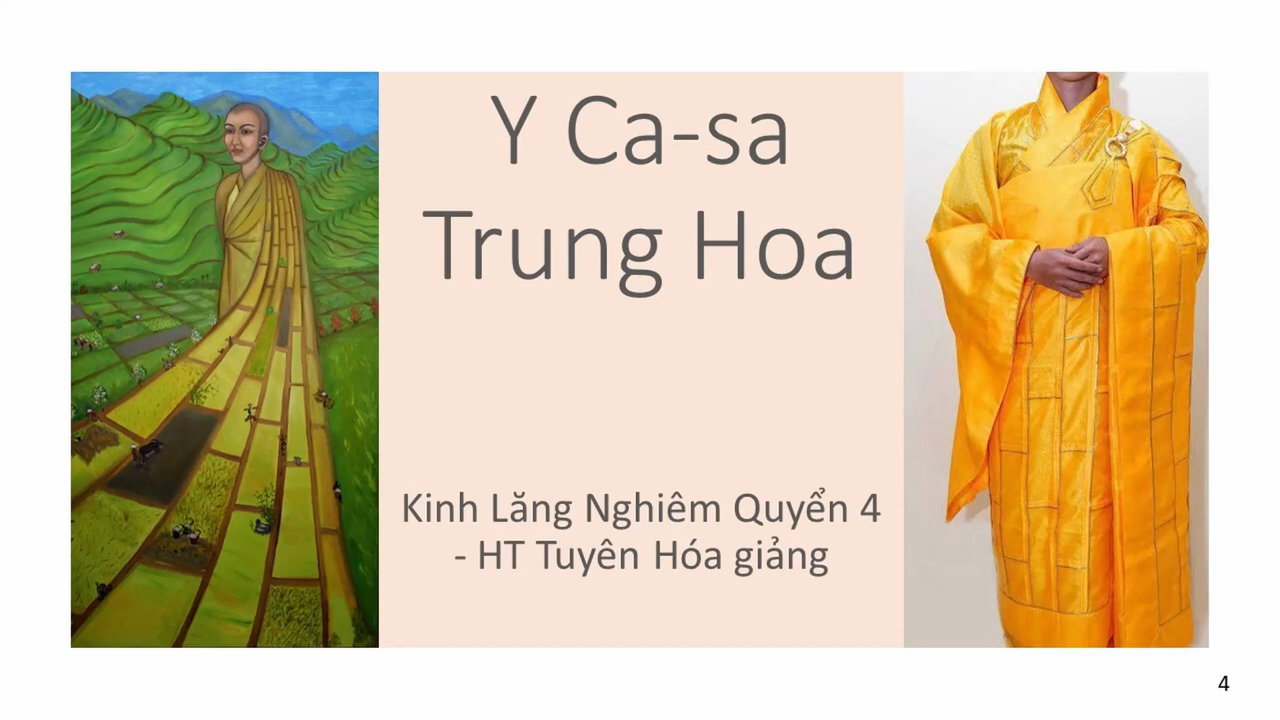 Y Ca-sa
Trung Hoa
Kinh Lăng Nghiêm Quyển 4
- HT Tuyên Hóa giảng
4